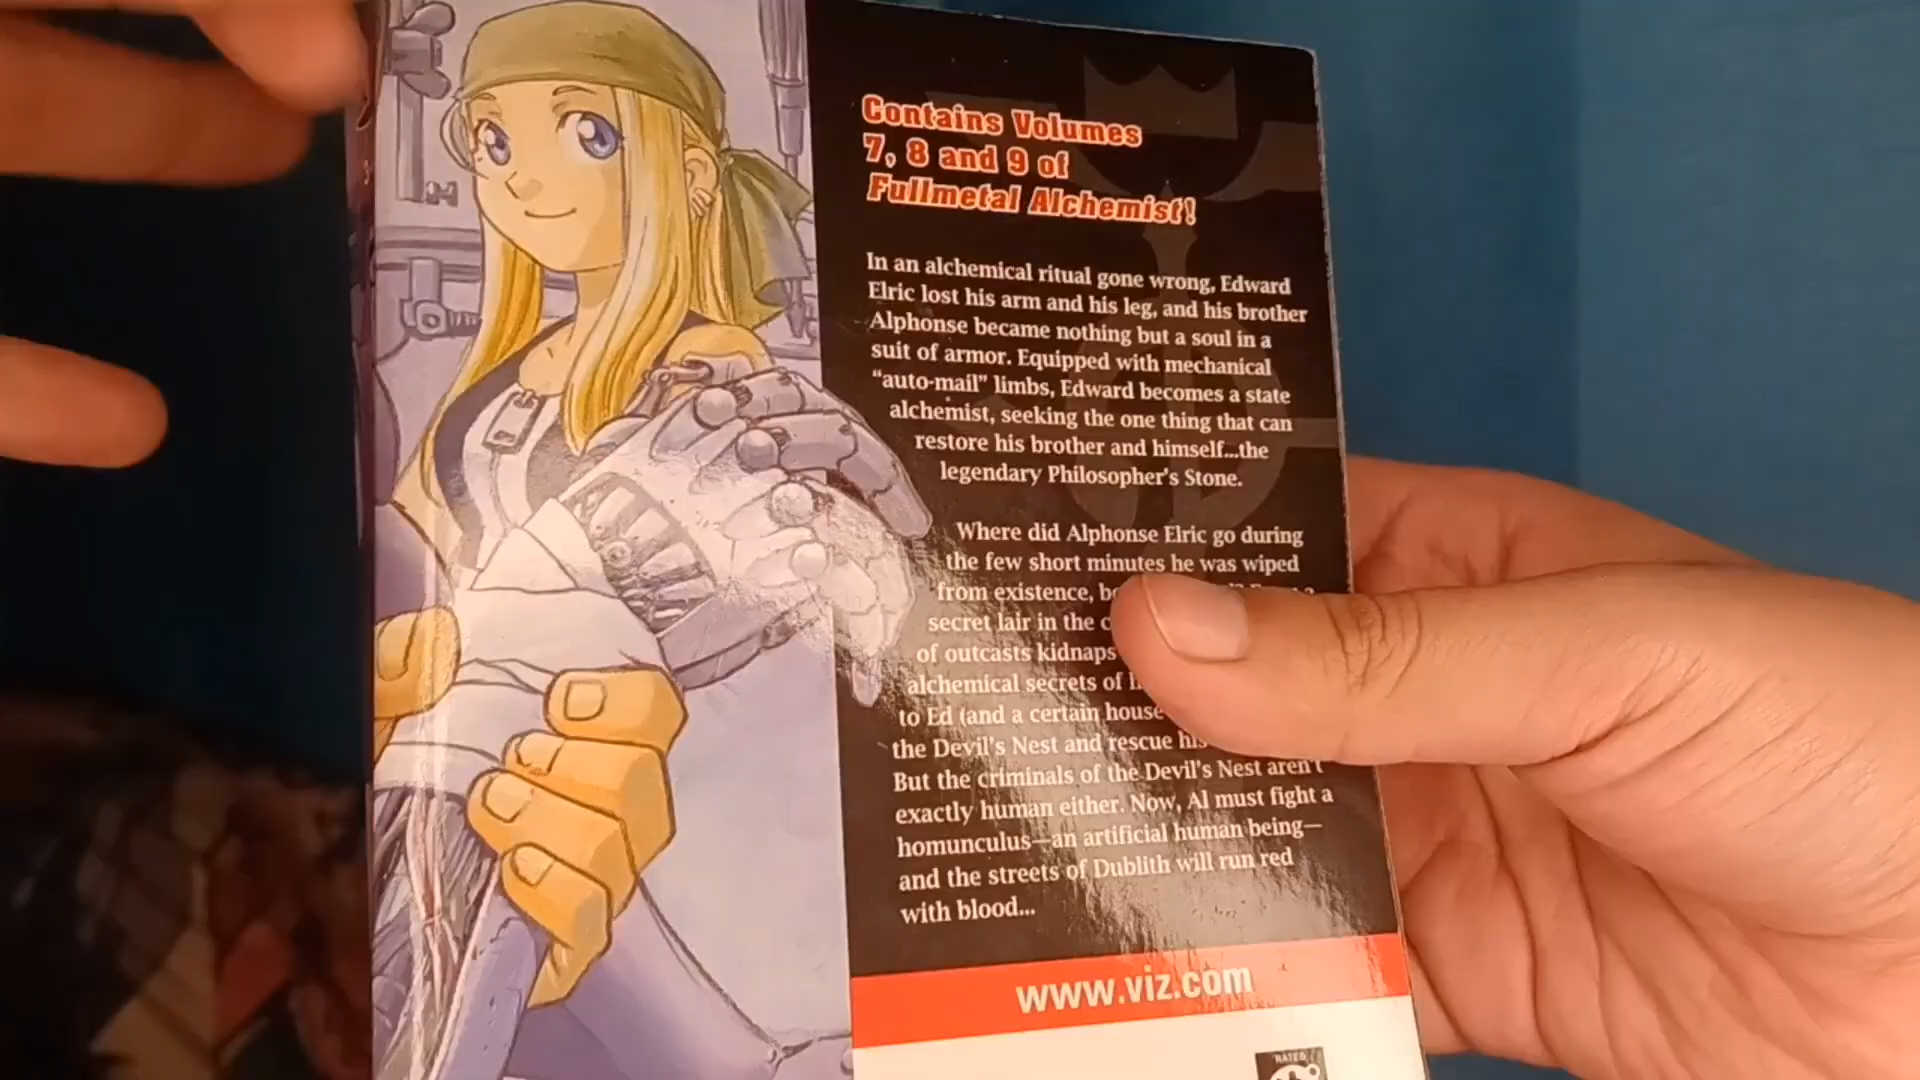 Contains Volumes
7, 8 and 9 of
Fullmetal Alchemist!
In an alchemical ritual gone wrong, Edward
Elric lost his arm and his leg, and his brother
Alphonse became nothing but a soul in a
suit of armor. Equipped with mechanical
“auto-mail” limbs, Edward becomes a state
alchemist, seeking the one thing that can
restore his brother and himself...the
legendary Philosopher's Stone.
Where did Alphonse Elric go during
the few short minutes he was wiped
from existence,
secret lair in the
of outcasts kidnaps
alchemical secrets of
to Ed (and a certain
the Devil's Nest and rescue his
But the criminals of the Devil's Nest aren't
exactly human either. Now, Al must fight a
homunculus—an artificial human being—
and the streets of Dublith will run red
with blood...
www.viz.com
RATED